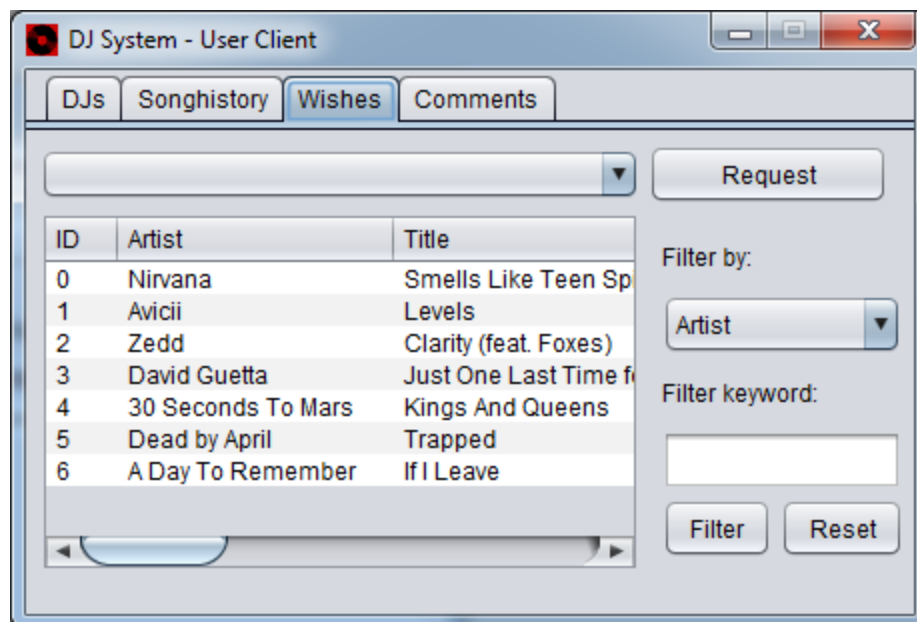 DJ System - User Client
DJs Songhistory Wishes Comments
Request
ID Artist Title
0 Nirvana Smells Like Teen Spi
1 Avicii Levels
2 Zedd Clarity (feat. Foxes)
3 David Guetta Just One Last Time fe
4 30 Seconds To Mars Kings And Queens
5 Dead by April Trapped
6 A Day To Remember If I Leave
Filter by:
Artist
Filter keyword:
Filter Reset